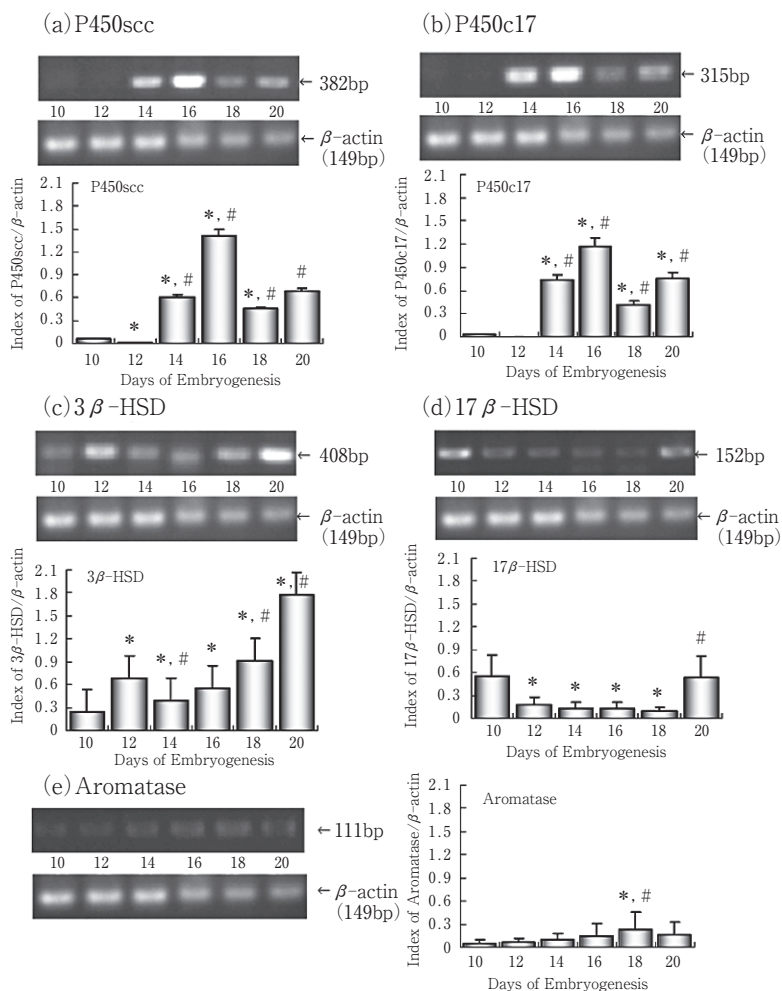 (a) P450scc
←382bp
10 12 14 16 18 20
←β-actin
(149bp)
Index of P450scc/β-actin
2.1
1.8
1.5
1.2
0.9
0.6
0.3
0
P450scc
*
*, #
*, #
*, #
#
10 12 14 16 18 20
Days of Embryogenesis
(b) P450c17
←315bp
10 12 14 16 18 20
←β-actin
(149bp)
Index of P450c17/β-actin
2.1
1.8
1.5
1.2
0.9
0.6
0.3
0
P450c17
*, #
*, #
*, #
*, #
10 12 14 16 18 20
Days of Embryogenesis
(c) 3β-HSD
←408bp
10 12 14 16 18 20
←β-actin
(149bp)
Index of 3β-HSD/β-actin
2.1
1.8
1.5
1.2
0.9
0.6
0.3
0
3β-HSD
*
*, #
*
*, #
*, #
10 12 14 16 18 20
Days of Embryogenesis
(d) 17β-HSD
←152bp
10 12 14 16 18 20
←β-actin
(149bp)
Index of 17β-HSD/β-actin
2.1
1.8
1.5
1.2
0.9
0.6
0.3
0
17β-HSD
*
*
*
*
#
10 12 14 16 18 20
Days of Embryogenesis
(e) Aromatase
←111bp
10 12 14 16 18 20
←β-actin
(149bp)
Index of Aromatase/β-actin
2.1
1.8
1.5
1.2
0.9
0.6
0.3
0
Aromatase
*, #
10 12 14 16 18 20
Days of Embryogenesis